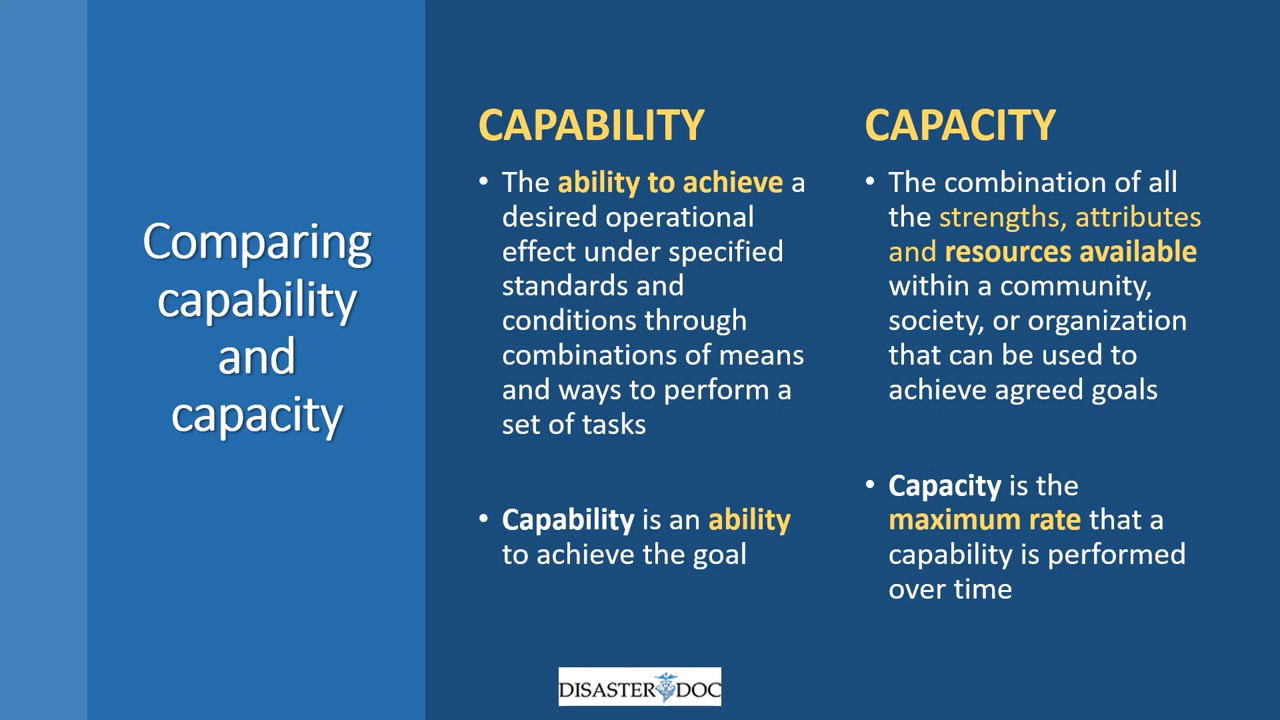 Comparing
capability
and
capacity
CAPABILITY
• The ability to achieve a
desired operational
effect under specified
standards and
conditions through
combinations of means
and ways to perform a
set of tasks
• Capability is an ability
to achieve the goal
CAPACITY
• The combination of all
the strengths, attributes
and resources available
within a community,
society, or organization
that can be used to
achieve agreed goals
• Capacity is the
maximum rate that a
capability is performed
over time
DISASTER DOC